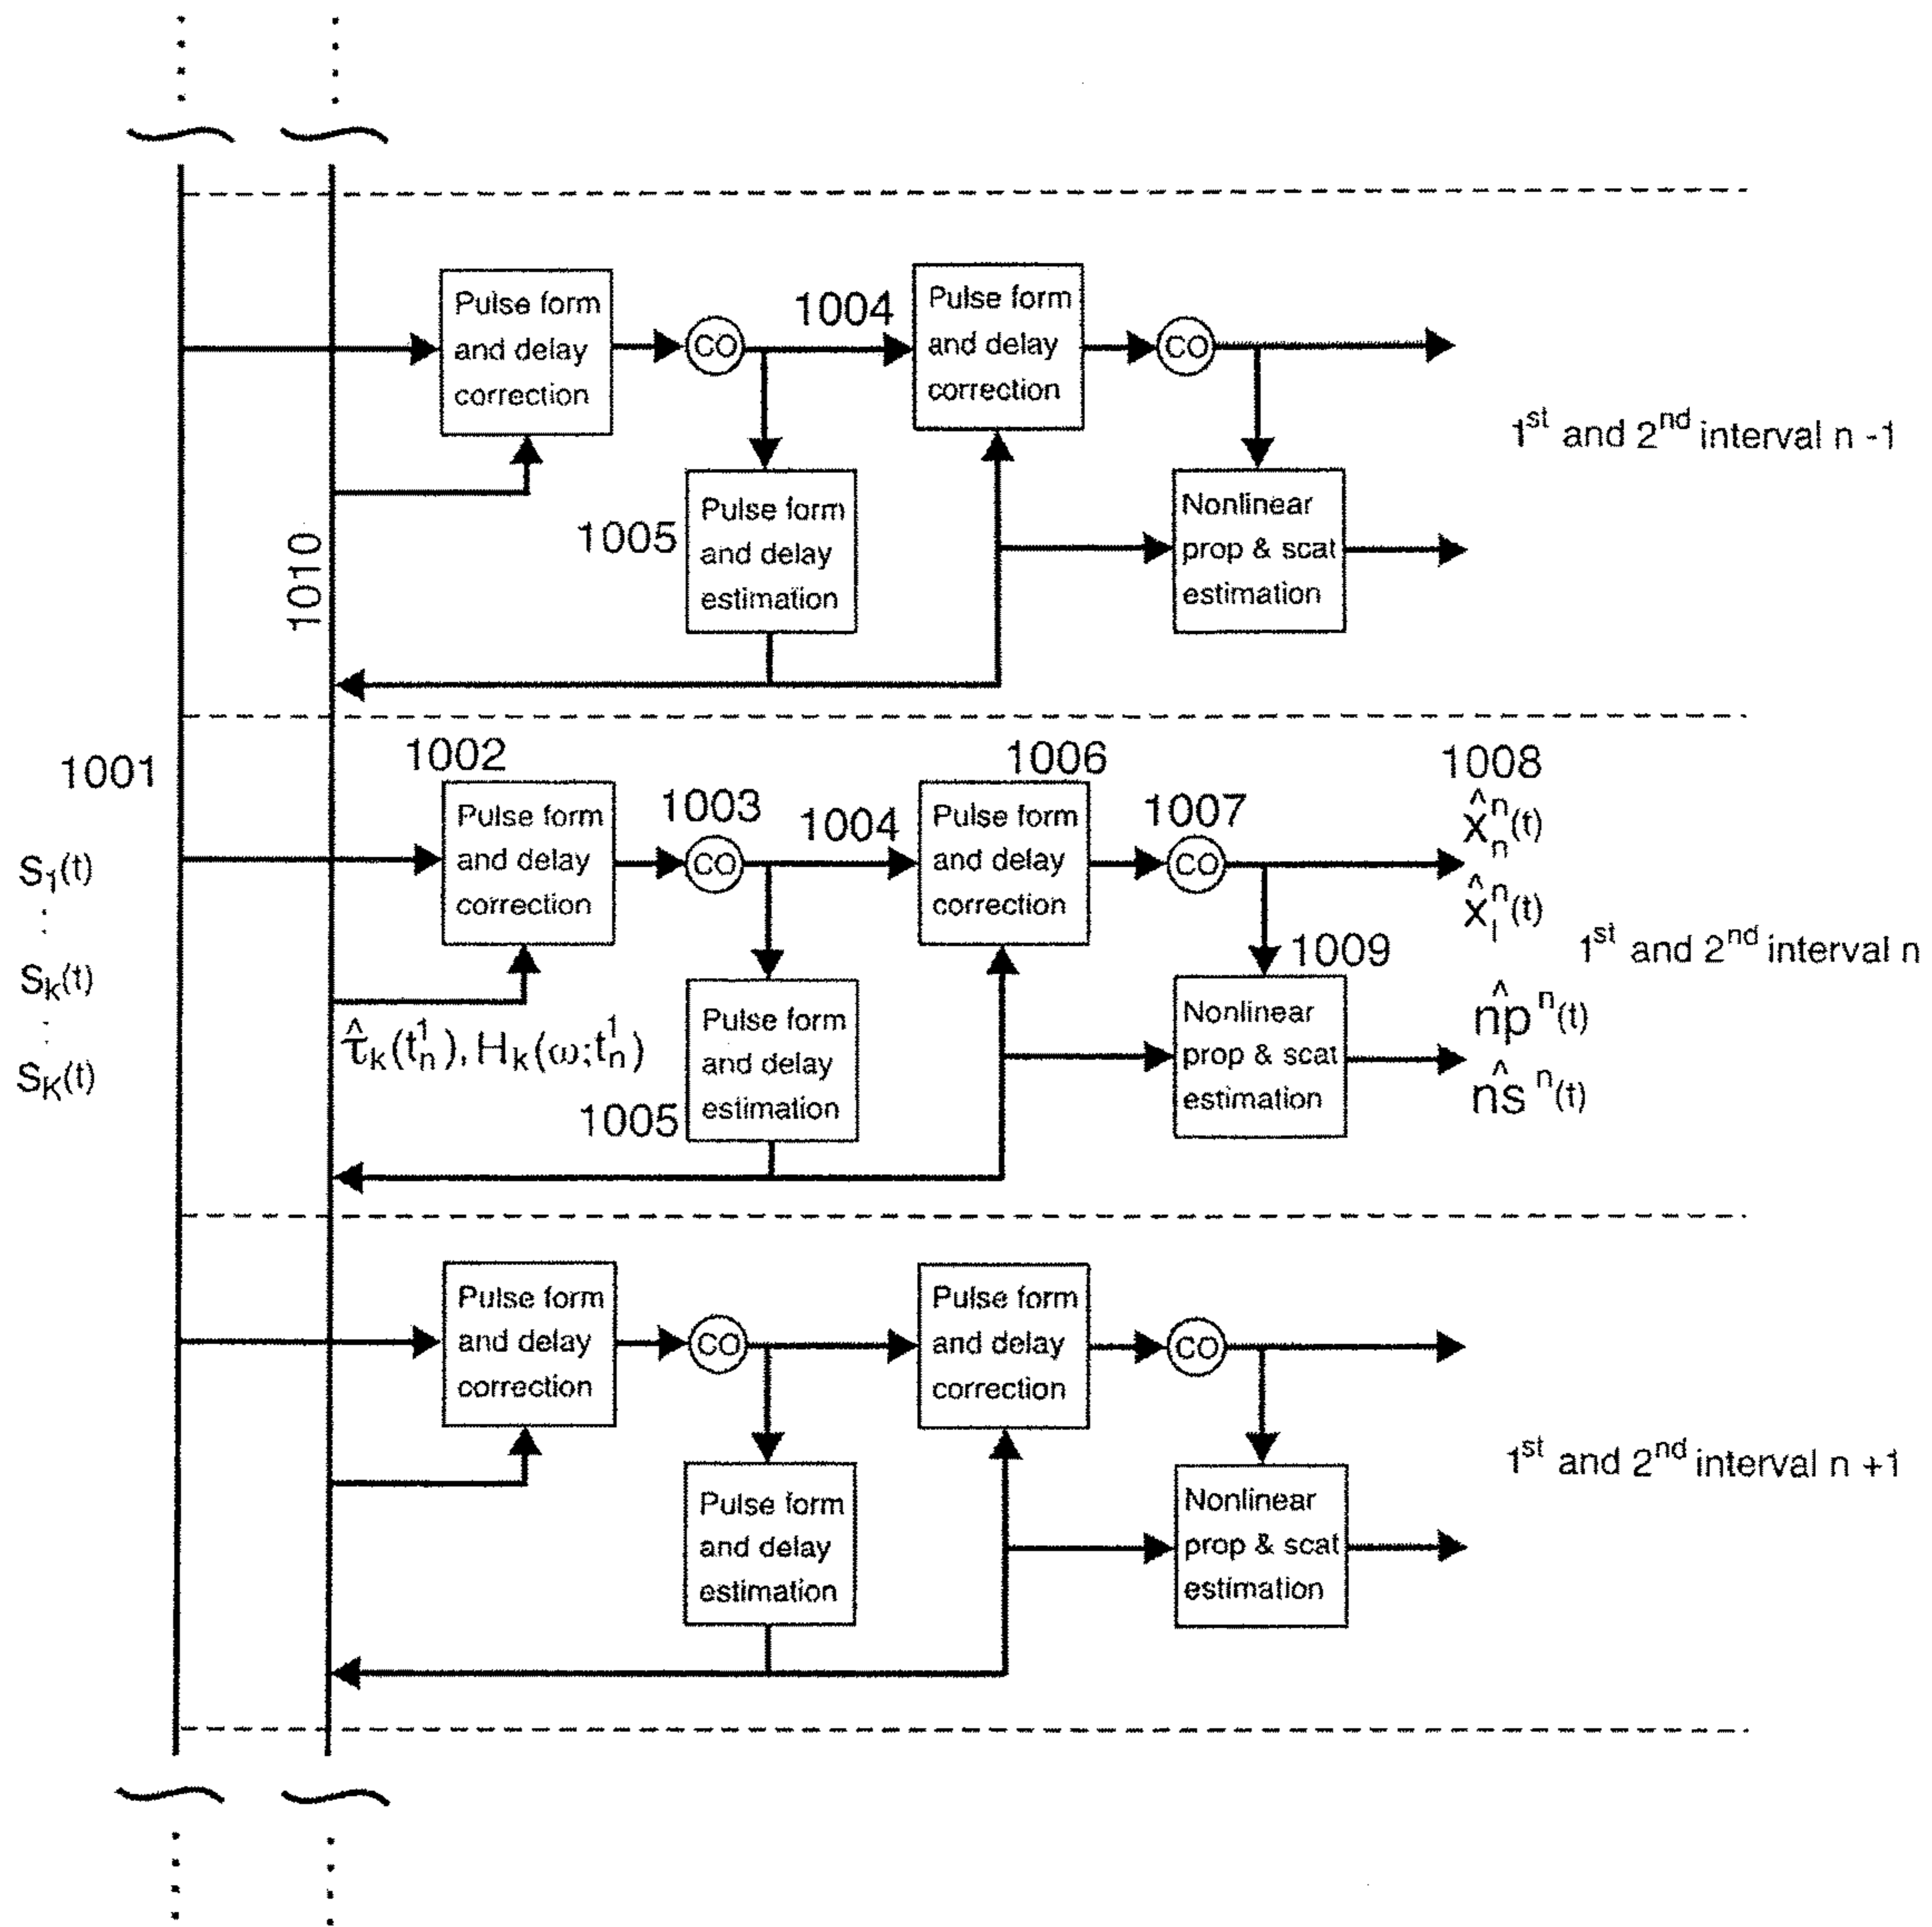 Pulse form
and delay
correction
CO
1004
Pulse form
and delay
correction
CO
1st and 2nd interval n -1
1010
1005
Pulse form
and delay
estimation
Nonlinear
prop & scat
estimation
1001
1002
Pulse form
and delay
correction
1003
CO
1004
1006
Pulse form
and delay
correction
1007
CO
1008
x̂ⁿₙ(t)
x̂ⁿₗ(t)
1st and 2nd interval n
S₁(t)
⋮
Sₖ(t)
⋮
S_K(t)
τ̂ₖ(t¹ₙ), Hₖ(ω;t¹ₙ)
1005
Pulse form
and delay
estimation
1009
Nonlinear
prop & scat
estimation
n̂pⁿ(t)
n̂sⁿ(t)
Pulse form
and delay
correction
CO
Pulse form
and delay
correction
CO
1st and 2nd interval n +1
Pulse form
and delay
estimation
Nonlinear
prop & scat
estimation